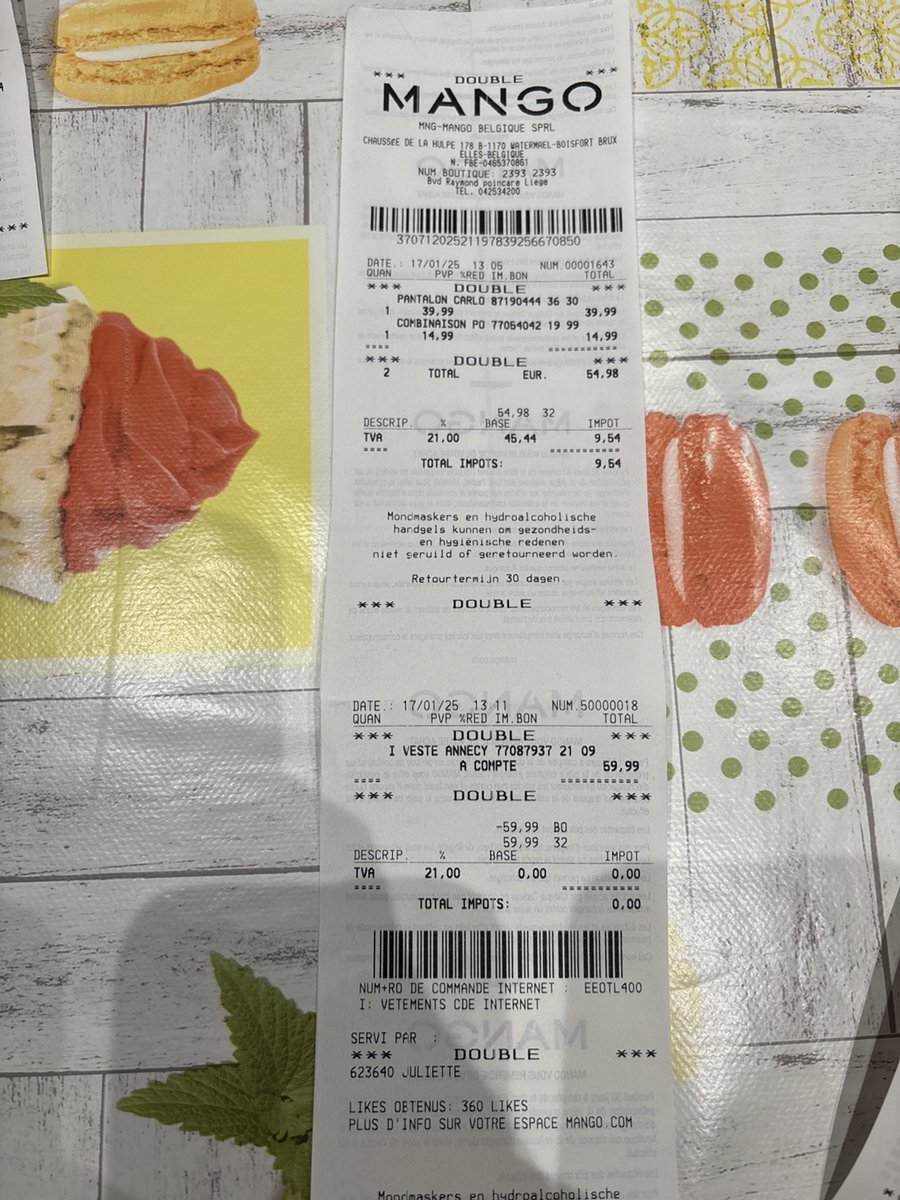 *** DOUBLE ***
MANGO
MNG-MANGO BELGIQUE SPRL
CHAUSSÉE DE LA HULPE 178 B-1170 WATERMAEL-BOISFORT BRUX
ELLES-BELGIQUE
N. FBE-0465370861
NUM BOUTIQUE: 2393 2393
Bvd Raymond poincare Liege
TEL. 042534200
37071202521197839256670850
DATE.: 17/01/25 13 05 NUM.00001643
QUAN PVP %RED IM.BON TOTAL
*** DOUBLE ***
PANTALON CARLO 87190444 36 30
1 39,99 39,99
COMBINAISON PO 77054042 19 99
1 14,99 14,99
==== ==========
*** DOUBLE ***
2 TOTAL EUR. 54,98
54,98 32
DESCRIP. % BASE IMPOT
TVA 21,00 45,44 9,54
==== ==========
TOTAL IMPOTS: 9,54
Mondmaskers en hydroalcoholische
handgels kunnen om gezondheids-
en hygiënische redenen
niet geruild of geretourneerd worden.
Retourtermijn 30 dagen.
*** DOUBLE ***
DATE.: 17/01/25 13 11 NUM.50000018
QUAN PVP %RED IM.BON TOTAL
*** DOUBLE ***
I VESTE ANNECY 77087937 21 09
A COMPTE 59,99
==== ==========
*** DOUBLE ***
-59,99 BO
59,99 32
DESCRIP. % BASE IMPOT
TVA 21,00 0,00 0,00
==== ==========
TOTAL IMPOTS: 0,00
NUM+RO DE COMMANDE INTERNET : EEOTL400
I: VETEMENTS CDE INTERNET
SERVI PAR
*** DOUBLE ***
623640 JULIETTE
LIKES OBTENUS: 360 LIKES
PLUS D'INFO SUR VOTRE ESPACE MANGO.COM
Mondmaskers en hydroalcoholische